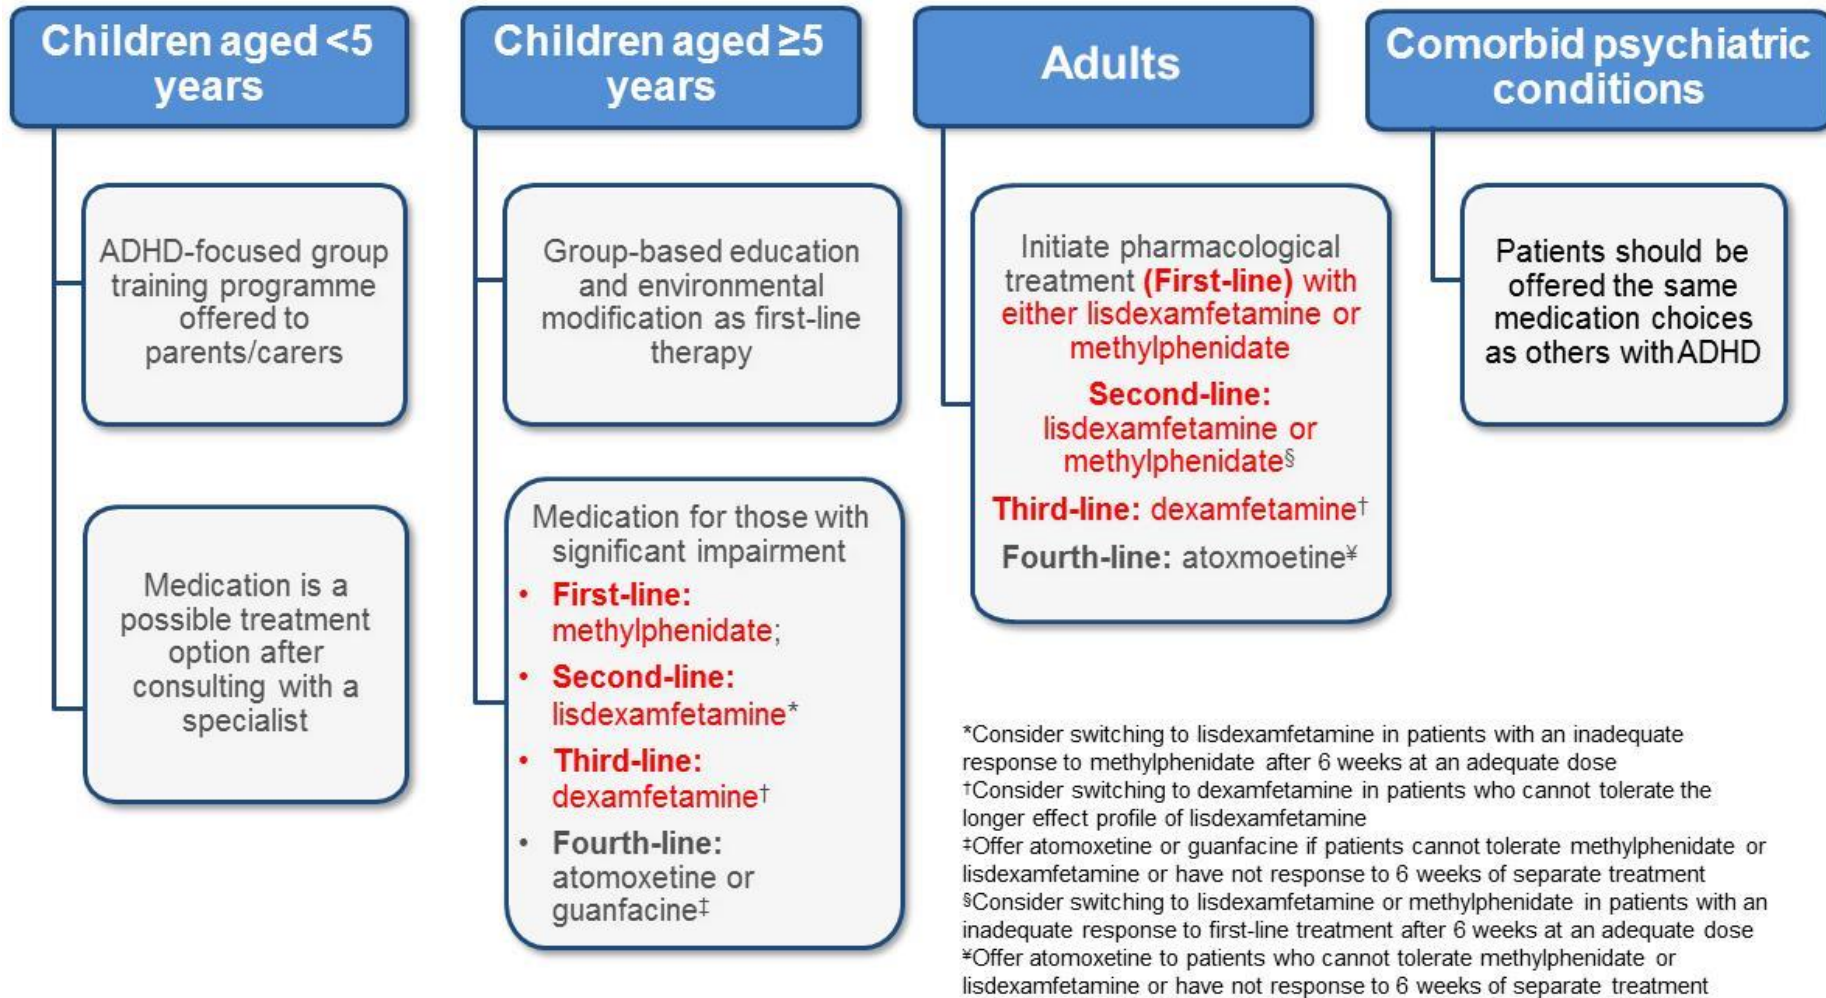 Children aged <5
years
ADHD-focused group
training programme
offered to
parents/carers
Medication is a
possible treatment
option after
consulting with a
specialist
Children aged ≥5
years
Group-based education
and environmental
modification as first-line
therapy
Medication for those with
significant impairment
• First-line:
methylphenidate;
• Second-line:
lisdexamfetamine*
• Third-line:
dexamfetamine†
• Fourth-line:
atomoxetine or
guanfacine‡
Adults
Initiate pharmacological
treatment (First-line) with
either lisdexamfetamine or
methylphenidate
Second-line:
lisdexamfetamine or
methylphenidate§
Third-line: dexamfetamine†
Fourth-line: atoxmoetine¥
Comorbid psychiatric
conditions
Patients should be
offered the same
medication choices
as others with ADHD
*Consider switching to lisdexamfetamine in patients with an inadequate
response to methylphenidate after 6 weeks at an adequate dose
†Consider switching to dexamfetamine in patients who cannot tolerate the
longer effect profile of lisdexamfetamine
‡Offer atomoxetine or guanfacine if patients cannot tolerate methylphenidate or
lisdexamfetamine or have not response to 6 weeks of separate treatment
§Consider switching to lisdexamfetamine or methylphenidate in patients with an
inadequate response to first-line treatment after 6 weeks at an adequate dose
¥Offer atomoxetine to patients who cannot tolerate methylphenidate or
lisdexamfetamine or have not response to 6 weeks of separate treatment